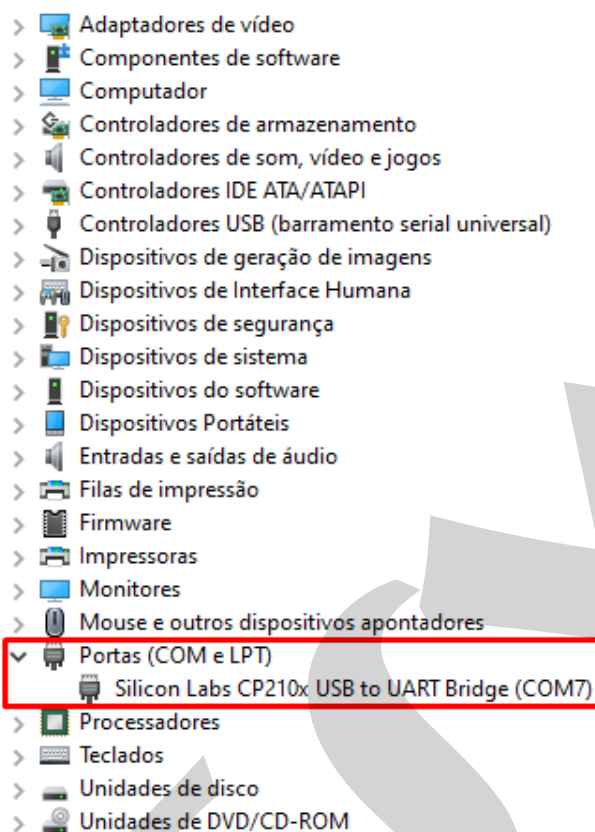 Adaptadores de vídeo
Componentes de software
Computador
Controladores de armazenamento
Controladores de som, vídeo e jogos
Controladores IDE ATA/ATAPI
Controladores USB (barramento serial universal)
Dispositivos de geração de imagens
Dispositivos de Interface Humana
Dispositivos de segurança
Dispositivos de sistema
Dispositivos do software
Dispositivos Portáteis
Entradas e saídas de áudio
Filas de impressão
Firmware
Impressoras
Monitores
Mouse e outros dispositivos apontadores
Portas (COM e LPT)
Silicon Labs CP210x USB to UART Bridge (COM7)
Processadores
Teclados
Unidades de disco
Unidades de DVD/CD-ROM